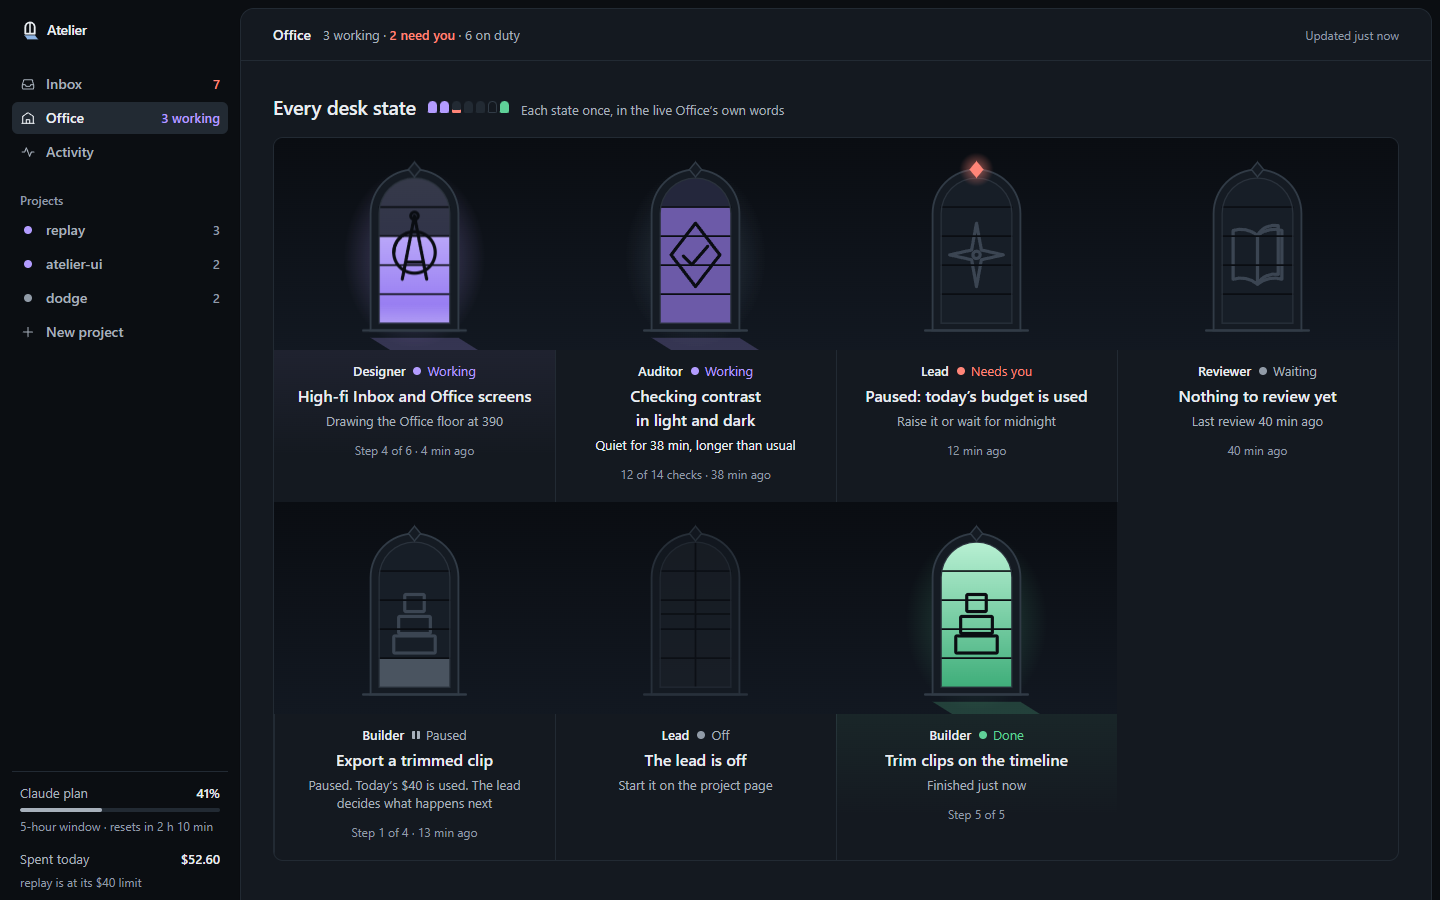 Atelier
Inbox 7
Office 3 working
Activity
Projects
replay 3
atelier-ui 2
dodge 2
New project
Claude plan 41%
5-hour window · resets in 2 h 10 min
Spent today $52.60
replay is at its $40 limit
Office 3 working · 2 need you · 6 on duty
Updated just now
Every desk state Each state once, in the live Office's own words
Designer Working
High-fi Inbox and Office screens
Drawing the Office floor at 390
Step 4 of 6 · 4 min ago
Auditor Working
Checking contrast
in light and dark
Quiet for 38 min, longer than usual
12 of 14 checks · 38 min ago
Lead Needs you
Paused: today's budget is used
Raise it or wait for midnight
12 min ago
Reviewer Waiting
Nothing to review yet
Last review 40 min ago
40 min ago
Builder Paused
Export a trimmed clip
Paused. Today's $40 is used. The lead
decides what happens next
Step 1 of 4 · 13 min ago
Lead Off
The lead is off
Start it on the project page
Builder Done
Trim clips on the timeline
Finished just now
Step 5 of 5